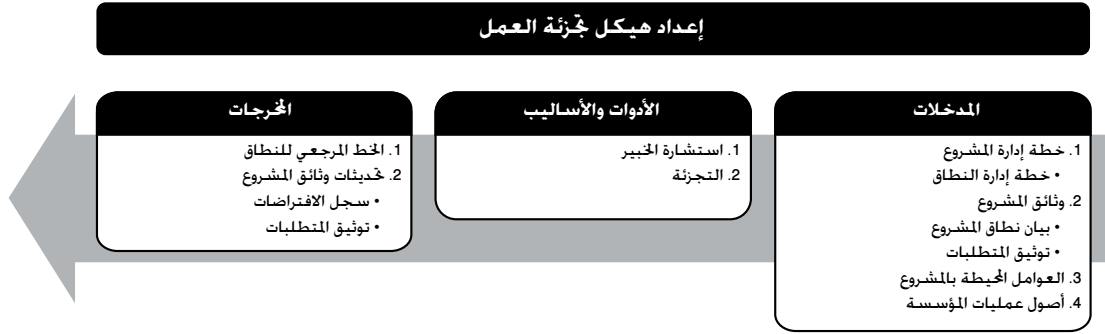 إعداد هيكل تجزئة العمل
المدخلات
1. خطة إدارة المشروع
• خطة إدارة النطاق
2. وثائق المشروع
• بيان نطاق المشروع
• توثيق المتطلبات
3. العوامل المحيطة بالمشروع
4. أصول عمليات المؤسسة
الأدوات والأساليب
1. استشارة الخبير
2. التجزئة
المخرجات
1. الخط المرجعي للنطاق
2. تحديثات وثائق المشروع
• سجل الافتراضات
• توثيق المتطلبات